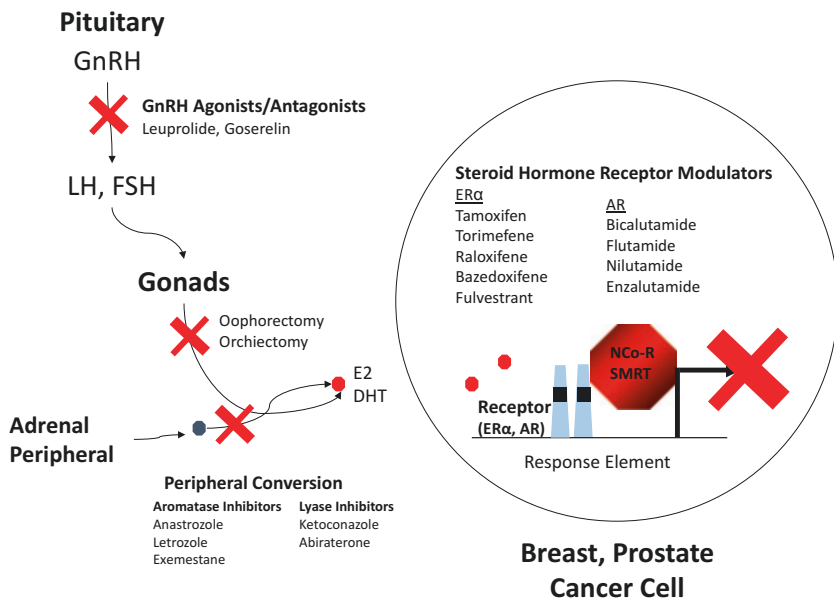 Pituitary
GnRH
GnRH Agonists/Antagonists
Leuprolide, Goserelin
LH, FSH
Gonads
Oophorectomy
Orchiectomy
E2
DHT
Adrenal
Peripheral
Peripheral Conversion
Aromatase Inhibitors
Anastrozole
Letrozole
Exemestane
Lyase Inhibitors
Ketoconazole
Abiraterone
Steroid Hormone Receptor Modulators
ERα
Tamoxifen
Torimefene
Raloxifene
Bazedoxifene
Fulvestrant
AR
Bicalutamide
Flutamide
Nilutamide
Enzalutamide
NCo-R
SMRT
Receptor
(ERα, AR)
Response Element
Breast, Prostate
Cancer Cell